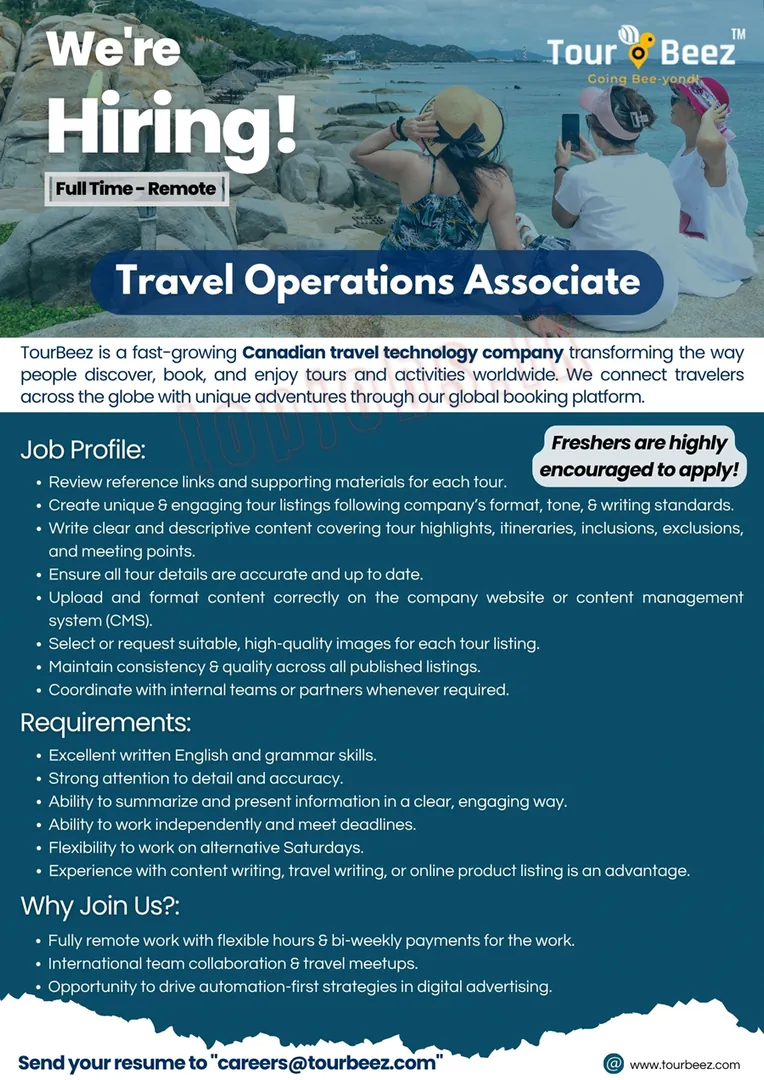 We're
Hiring!
Full Time - Remote
Tour Beez™
Going Bee-yond!
Travel Operations Associate
TourBeez is a fast-growing Canadian travel technology company transforming the way
people discover, book, and enjoy tours and activities worldwide. We connect travelers
across the globe with unique adventures through our global booking platform.
Job Profile:
Freshers are highly
encouraged to apply!
• Review reference links and supporting materials for each tour.
• Create unique & engaging tour listings following company's format, tone, & writing standards.
• Write clear and descriptive content covering tour highlights, itineraries, inclusions, exclusions,
and meeting points.
• Ensure all tour details are accurate and up to date.
• Upload and format content correctly on the company website or content management
system (CMS).
• Select or request suitable, high-quality images for each tour listing.
• Maintain consistency & quality across all published listings.
• Coordinate with internal teams or partners whenever required.
Requirements:
• Excellent written English and grammar skills.
• Strong attention to detail and accuracy.
• Ability to summarize and present information in a clear, engaging way.
• Ability to work independently and meet deadlines.
• Flexibility to work on alternative Saturdays.
• Experience with content writing, travel writing, or online product listing is an advantage.
Why Join Us?:
• Fully remote work with flexible hours & bi-weekly payments for the work.
• International team collaboration & travel meetups.
• Opportunity to drive automation-first strategies in digital advertising.
Send your resume to "careers@tourbeez.com"
@ www.tourbeez.com